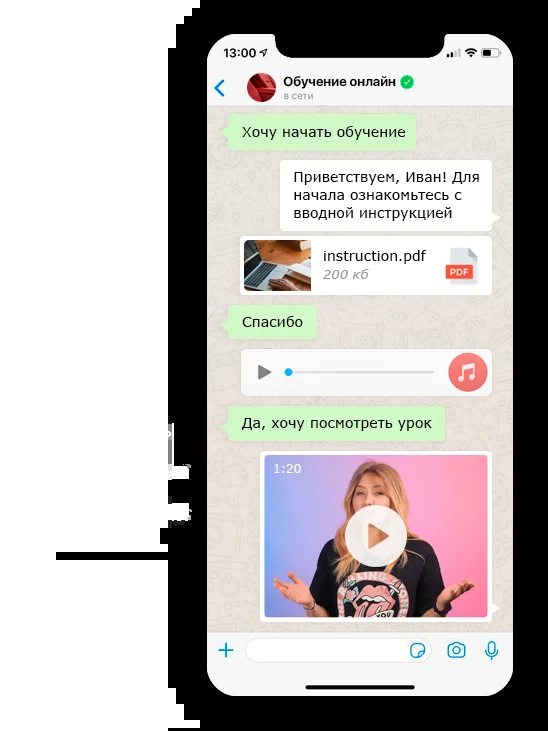 13:00
Обучение онлайн
в сети
Хочу начать обучение
Приветствуем, Иван! Для
начала ознакомьтесь с
вводной инструкцией
instruction.pdf
200 кб
PDF
Спасибо
Да, хочу посмотреть урок
1:20
YOU